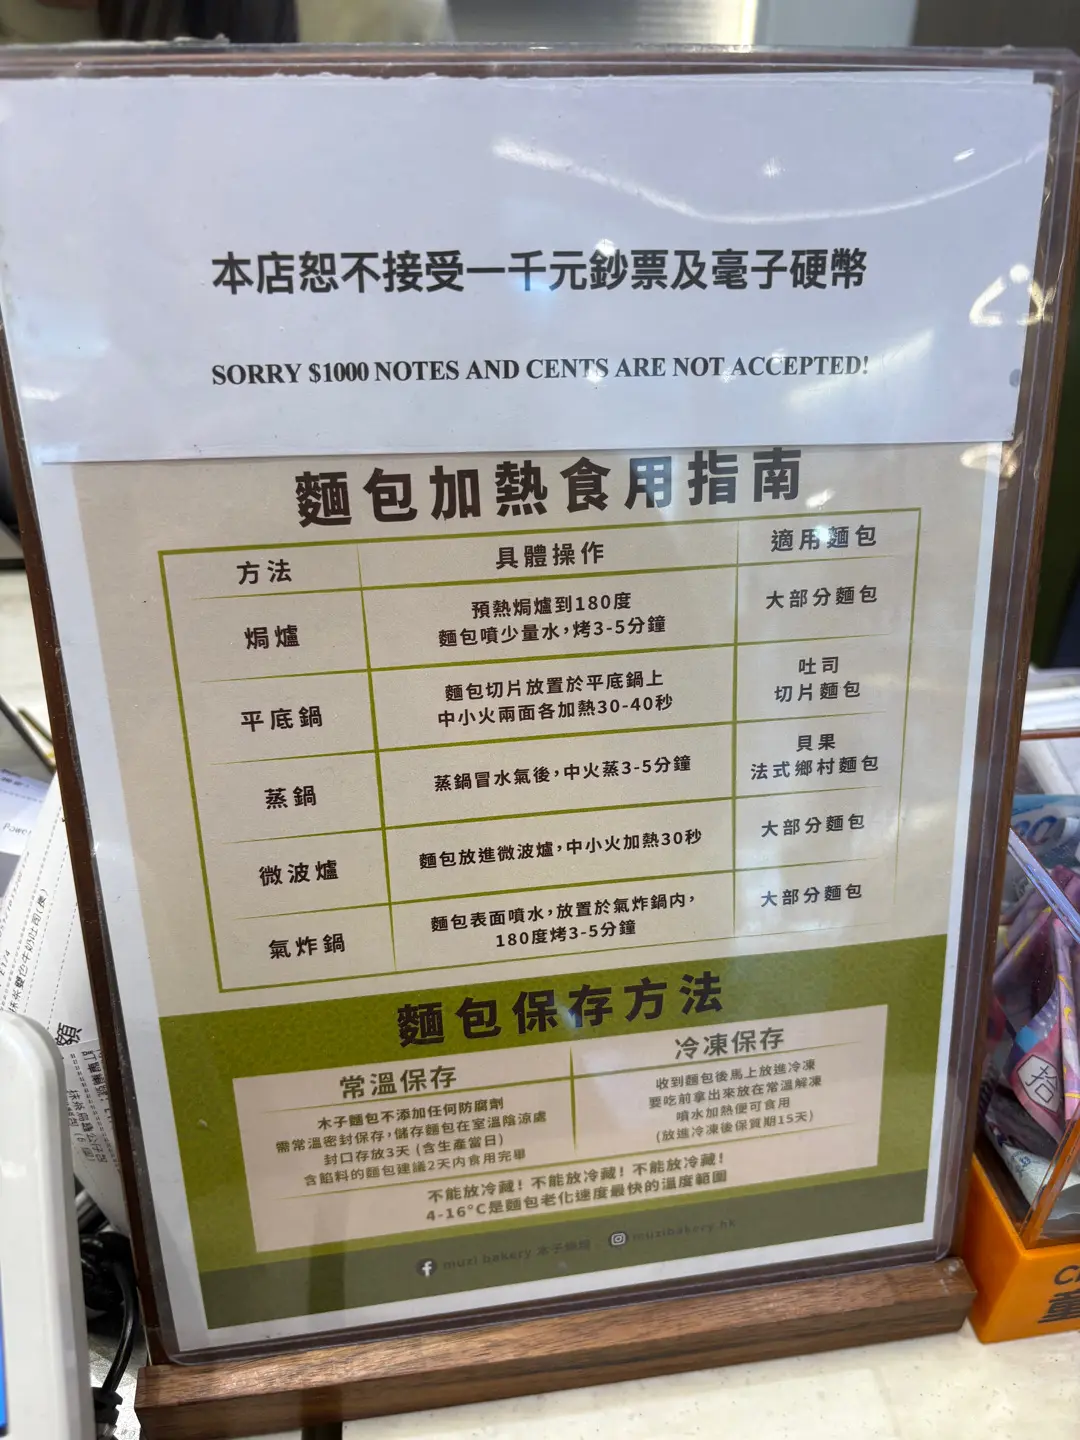 本店恕不接受一千元鈔票及毫子硬幣
SORRY $1000 NOTES AND CENTS ARE NOT ACCEPTED!
麵包加熱食用指南
方法
具體操作
適用麵包
焗爐
預熱焗爐到180度
麵包噴少量水，烤3-5分鐘
大部分麵包
平底鍋
麵包切片放置於平底鍋上
中小火兩面各加熱30-40秒
吐司
切片麵包
蒸鍋
蒸鍋冒水氣後，中火蒸3-5分鐘
貝果
法式鄉村麵包
微波爐
麵包放進微波爐，中小火加熱30秒
大部分麵包
氣炸鍋
麵包表面噴水，放置於氣炸鍋內，
180度烤3-5分鐘
大部分麵包
麵包保存方法
常溫保存
木子麵包不添加任何防腐劑
需常溫密封保存，儲存麵包在室溫陰涼處
封口存放3天 (含生產當日)
含餡料的麵包建議2天內食用完畢
冷凍保存
收到麵包後馬上放進冷凍
要吃前拿出來放在常溫解凍
噴水加熱便可食用
(放進冷凍後保質期15天)
不能放冷藏！不能放冷藏！不能放冷藏！
4-16°C是麵包老化速度最快的溫度範圍
muzi bakery 木子
muzibakery.hk
拾